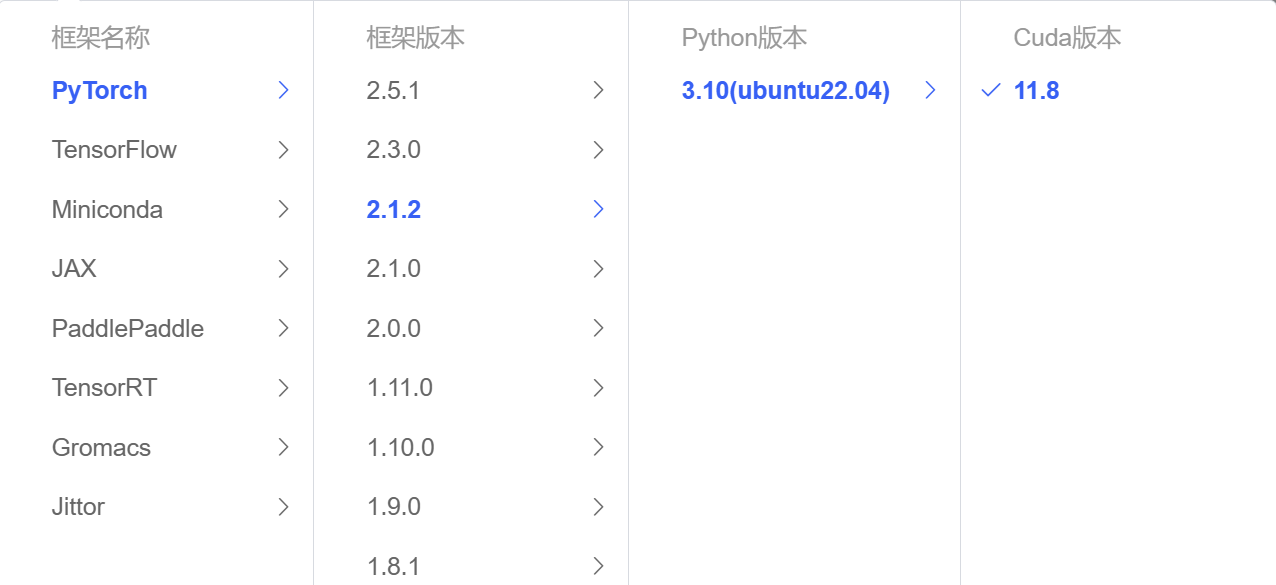 框架名称
PyTorch
TensorFlow
Miniconda
JAX
PaddlePaddle
TensorRT
Gromacs
Jittor
框架版本
2.5.1
2.3.0
2.1.2
2.1.0
2.0.0
1.11.0
1.10.0
1.9.0
1.8.1
Python版本
3.10(ubuntu22.04)
Cuda版本
11.8